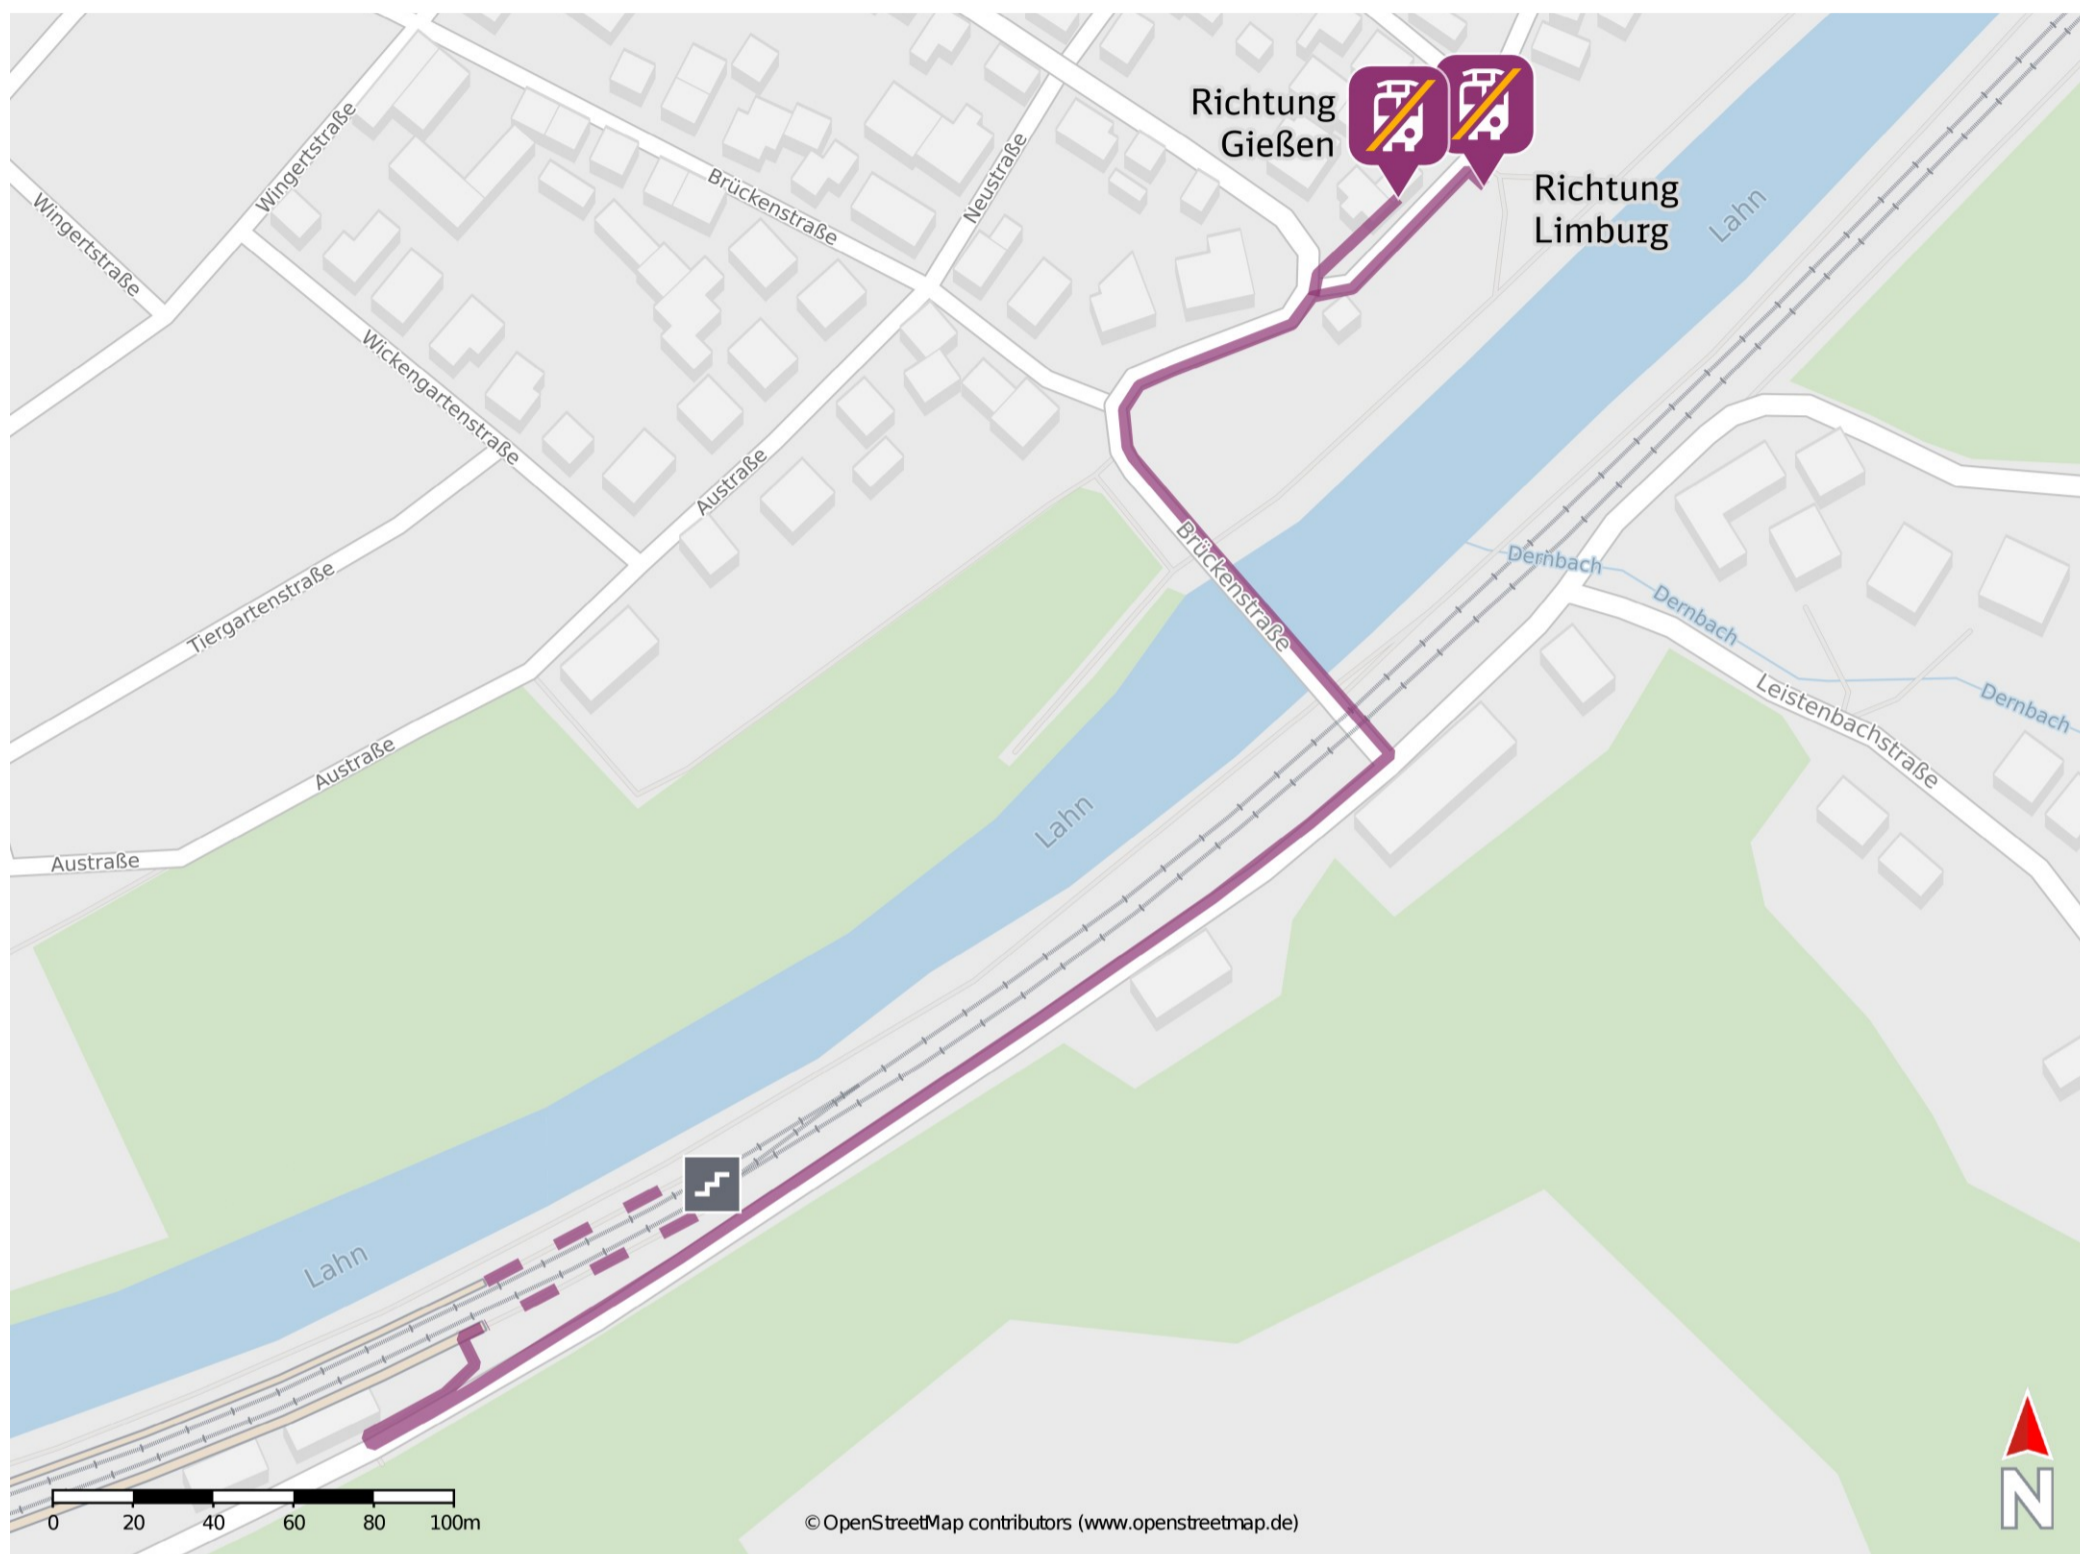 Richtung
Gießen
Richtung
Limburg
Wingertstraße
Wingertstraße
Brückenstraße
Neustraße
Lahn
Wickengartenstraße
Austraße
Brückenstraße
Dernbach
Dernbach
Dernbach
Tiergartenstraße
Leistenbachstraße
Austraße
Lahn
Austraße
Lahn
0 20 40 60 80 100m
© OpenStreetMap contributors (www.openstreetmap.de)
N